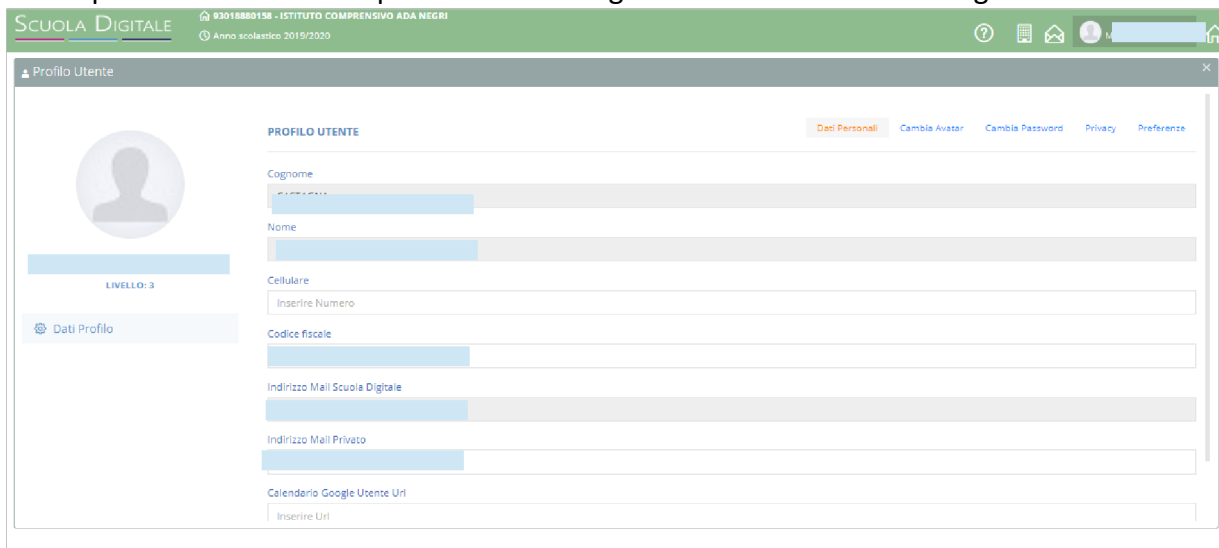 SCUOLA DIGITALE
93018880158 - ISTITUTO COMPRENSIVO ADA NEGRI
Anno scolastico 2019/2020
M
Profilo Utente
PROFILO UTENTE
Dati Personali Cambia Avatar Cambia Password Privacy Preferenze
Cognome
Nome
LIVELLO: 3
Cellulare
Inserire Numero
Dati Profilo
Codice fiscale
Indirizzo Mail Scuola Digitale
Indirizzo Mail Privato
Calendario Google Utente Url
Inserire Url